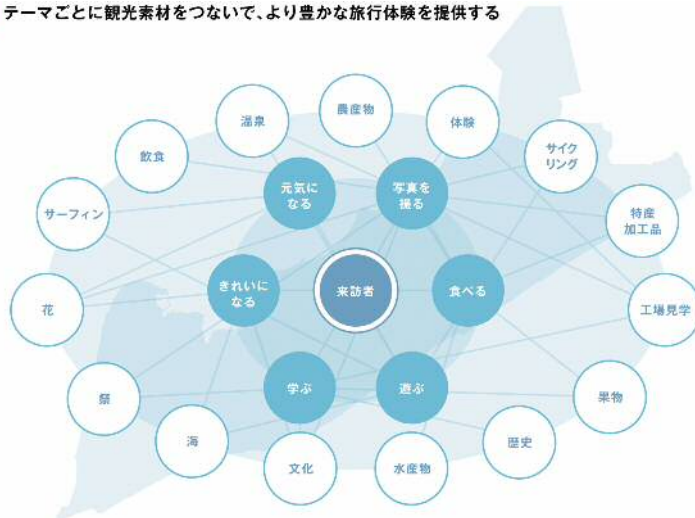 テーマごとに観光素材をつないで、より豊かな旅行体験を提供する
農産物
温泉
体験
飲食
サイク
リング
元気に
なる
写真を
撮る
サーフィン
特産
加工品
きれいに
なる
来訪者
食べる
花
工場見学
学ぶ
遊ぶ
祭
果物
海
歴史
文化
水産物